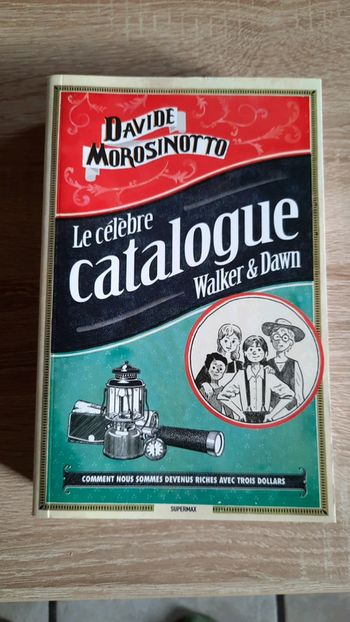 DAVIDE
MOROSINOTTO
Le célèbre
catalogue
Walker & Dawn
COMMENT NOUS SOMMES DEVENUS RICHES AVEC TROIS DOLLARS
SUPERMAX